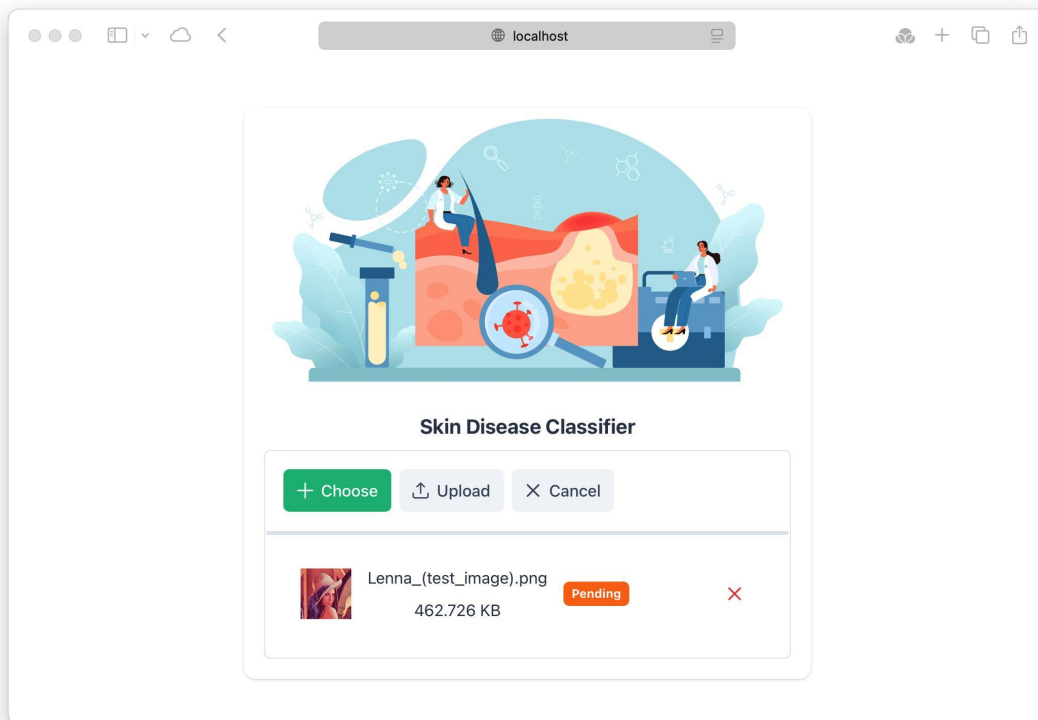 localhost
Skin Disease Classifier
Choose
Upload
Cancel
Lenna_(test_image).png
Pending
462.726 KB